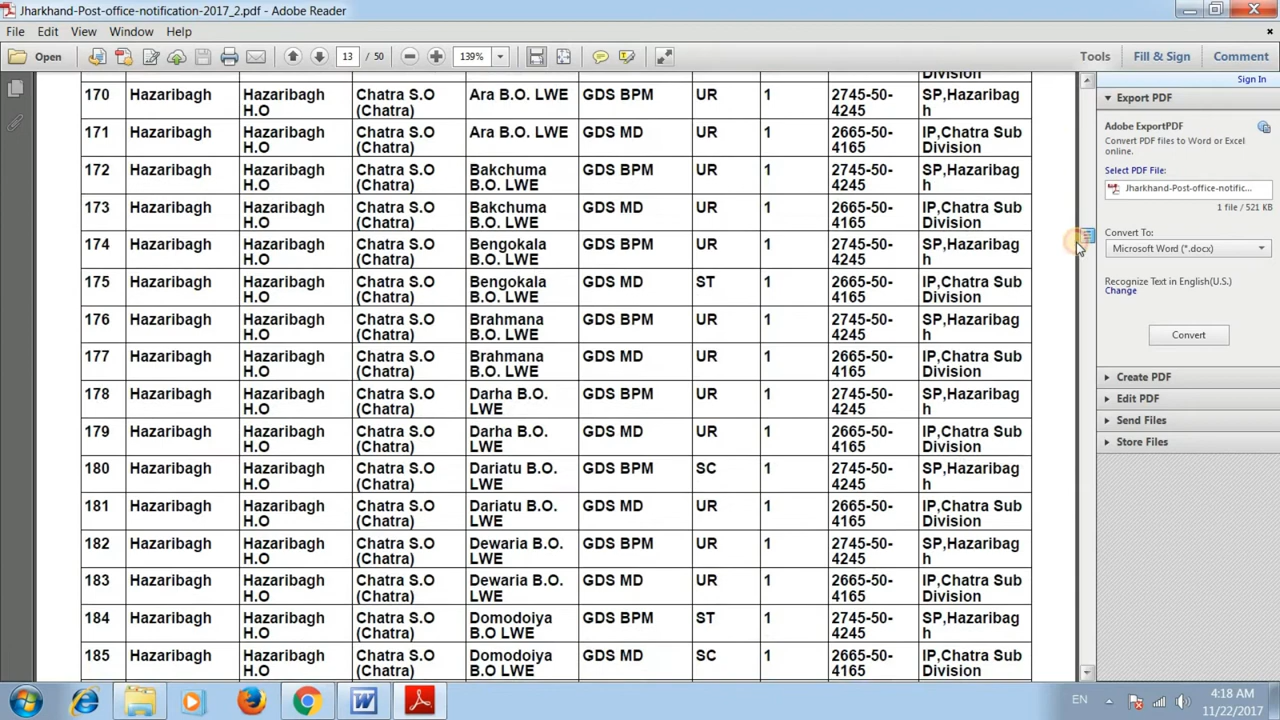 Jharkhand-Post-office-notification-2017_2.pdf - Adobe Reader
File Edit View Window Help
Open 13 / 50 139% Tools Fill & Sign Comment
Sign In
Division
170 Hazaribagh Hazaribagh Chatra S.O Ara B.O. LWE GDS BPM UR 1 2745-50- SP,Hazaribag
H.O (Chatra) 4245 h
171 Hazaribagh Hazaribagh Chatra S.O Ara B.O. LWE GDS MD UR 1 2665-50- IP,Chatra Sub
H.O (Chatra) 4165 Division
172 Hazaribagh Hazaribagh Chatra S.O Bakchuma GDS BPM UR 1 2745-50- SP,Hazaribag
H.O (Chatra) B.O. LWE 4245 h
173 Hazaribagh Hazaribagh Chatra S.O Bakchuma GDS MD UR 1 2665-50- IP,Chatra Sub
H.O (Chatra) B.O. LWE 4165 Division
174 Hazaribagh Hazaribagh Chatra S.O Bengokala GDS BPM UR 1 2745-50- SP,Hazaribag
H.O (Chatra) B.O. LWE 4245 h
175 Hazaribagh Hazaribagh Chatra S.O Bengokala GDS MD ST 1 2665-50- IP,Chatra Sub
H.O (Chatra) B.O. LWE 4165 Division
176 Hazaribagh Hazaribagh Chatra S.O Brahmana GDS BPM UR 1 2745-50- SP,Hazaribag
H.O (Chatra) B.O. LWE 4245 h
177 Hazaribagh Hazaribagh Chatra S.O Brahmana GDS MD UR 1 2665-50- IP,Chatra Sub
H.O (Chatra) B.O. LWE 4165 Division
178 Hazaribagh Hazaribagh Chatra S.O Darha B.O. GDS BPM UR 1 2745-50- SP,Hazaribag
H.O (Chatra) LWE 4245 h
179 Hazaribagh Hazaribagh Chatra S.O Darha B.O. GDS MD UR 1 2665-50- IP,Chatra Sub
H.O (Chatra) LWE 4165 Division
180 Hazaribagh Hazaribagh Chatra S.O Dariatu B.O. GDS BPM SC 1 2745-50- SP,Hazaribag
H.O (Chatra) LWE 4245 h
181 Hazaribagh Hazaribagh Chatra S.O Dariatu B.O. GDS MD UR 1 2665-50- IP,Chatra Sub
H.O (Chatra) LWE 4165 Division
182 Hazaribagh Hazaribagh Chatra S.O Dewaria B.O. GDS BPM UR 1 2745-50- SP,Hazaribag
H.O (Chatra) LWE 4245 h
183 Hazaribagh Hazaribagh Chatra S.O Dewaria B.O. GDS MD UR 1 2665-50- IP,Chatra Sub
H.O (Chatra) LWE 4165 Division
184 Hazaribagh Hazaribagh Chatra S.O Domodoiya GDS BPM ST 1 2745-50- SP,Hazaribag
H.O (Chatra) B.O LWE 4245 h
185 Hazaribagh Hazaribagh Chatra S.O Domodoiya GDS MD SC 1 2665-50- IP,Chatra Sub
H.O (Chatra) B.O LWE 4165 Division
Export PDF
Adobe ExportPDF
Convert PDF files to Word or Excel
online.
Select PDF File:
Jharkhand-Post-office-notific...
1 file / 521 KB
Convert To:
Microsoft Word (*.docx)
Recognize Text in English(U.S.)
Change
Convert
Create PDF
Edit PDF
Send Files
Store Files
EN
4:18 AM
11/22/2017